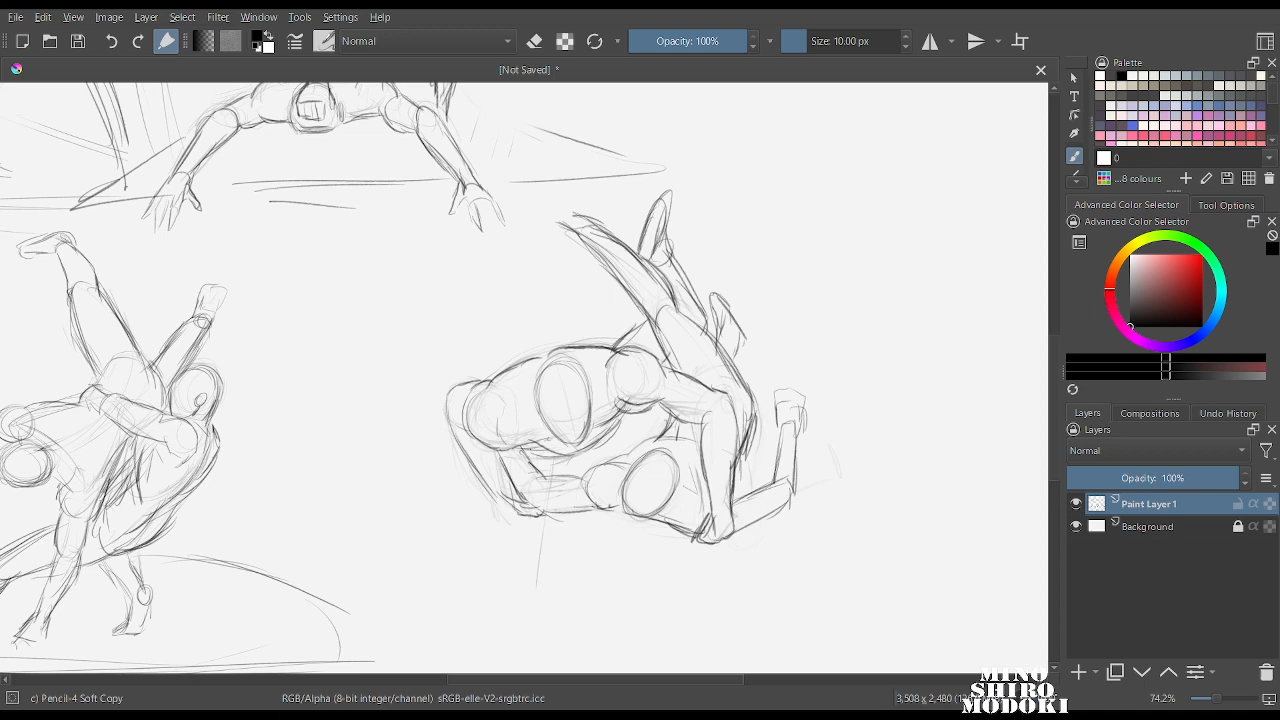 File Edit View Image Layer Select Filter Window Tools Settings Help
Normal Opacity: 100% Size: 10.00 px
[Not Saved] *
Palette
0
...8 colours
Advanced Color Selector Tool Options
Advanced Color Selector
Layers Compositions Undo History
Layers
Normal
Opacity: 100%
Paint Layer 1
Background
c) Pencil-4 Soft Copy RGB/Alpha (8-bit integer/channel) sRGB-elle-V2-srgbtrc.icc 3,508 x 2,480 74.2%
MINO
SHIRO
MODOKI